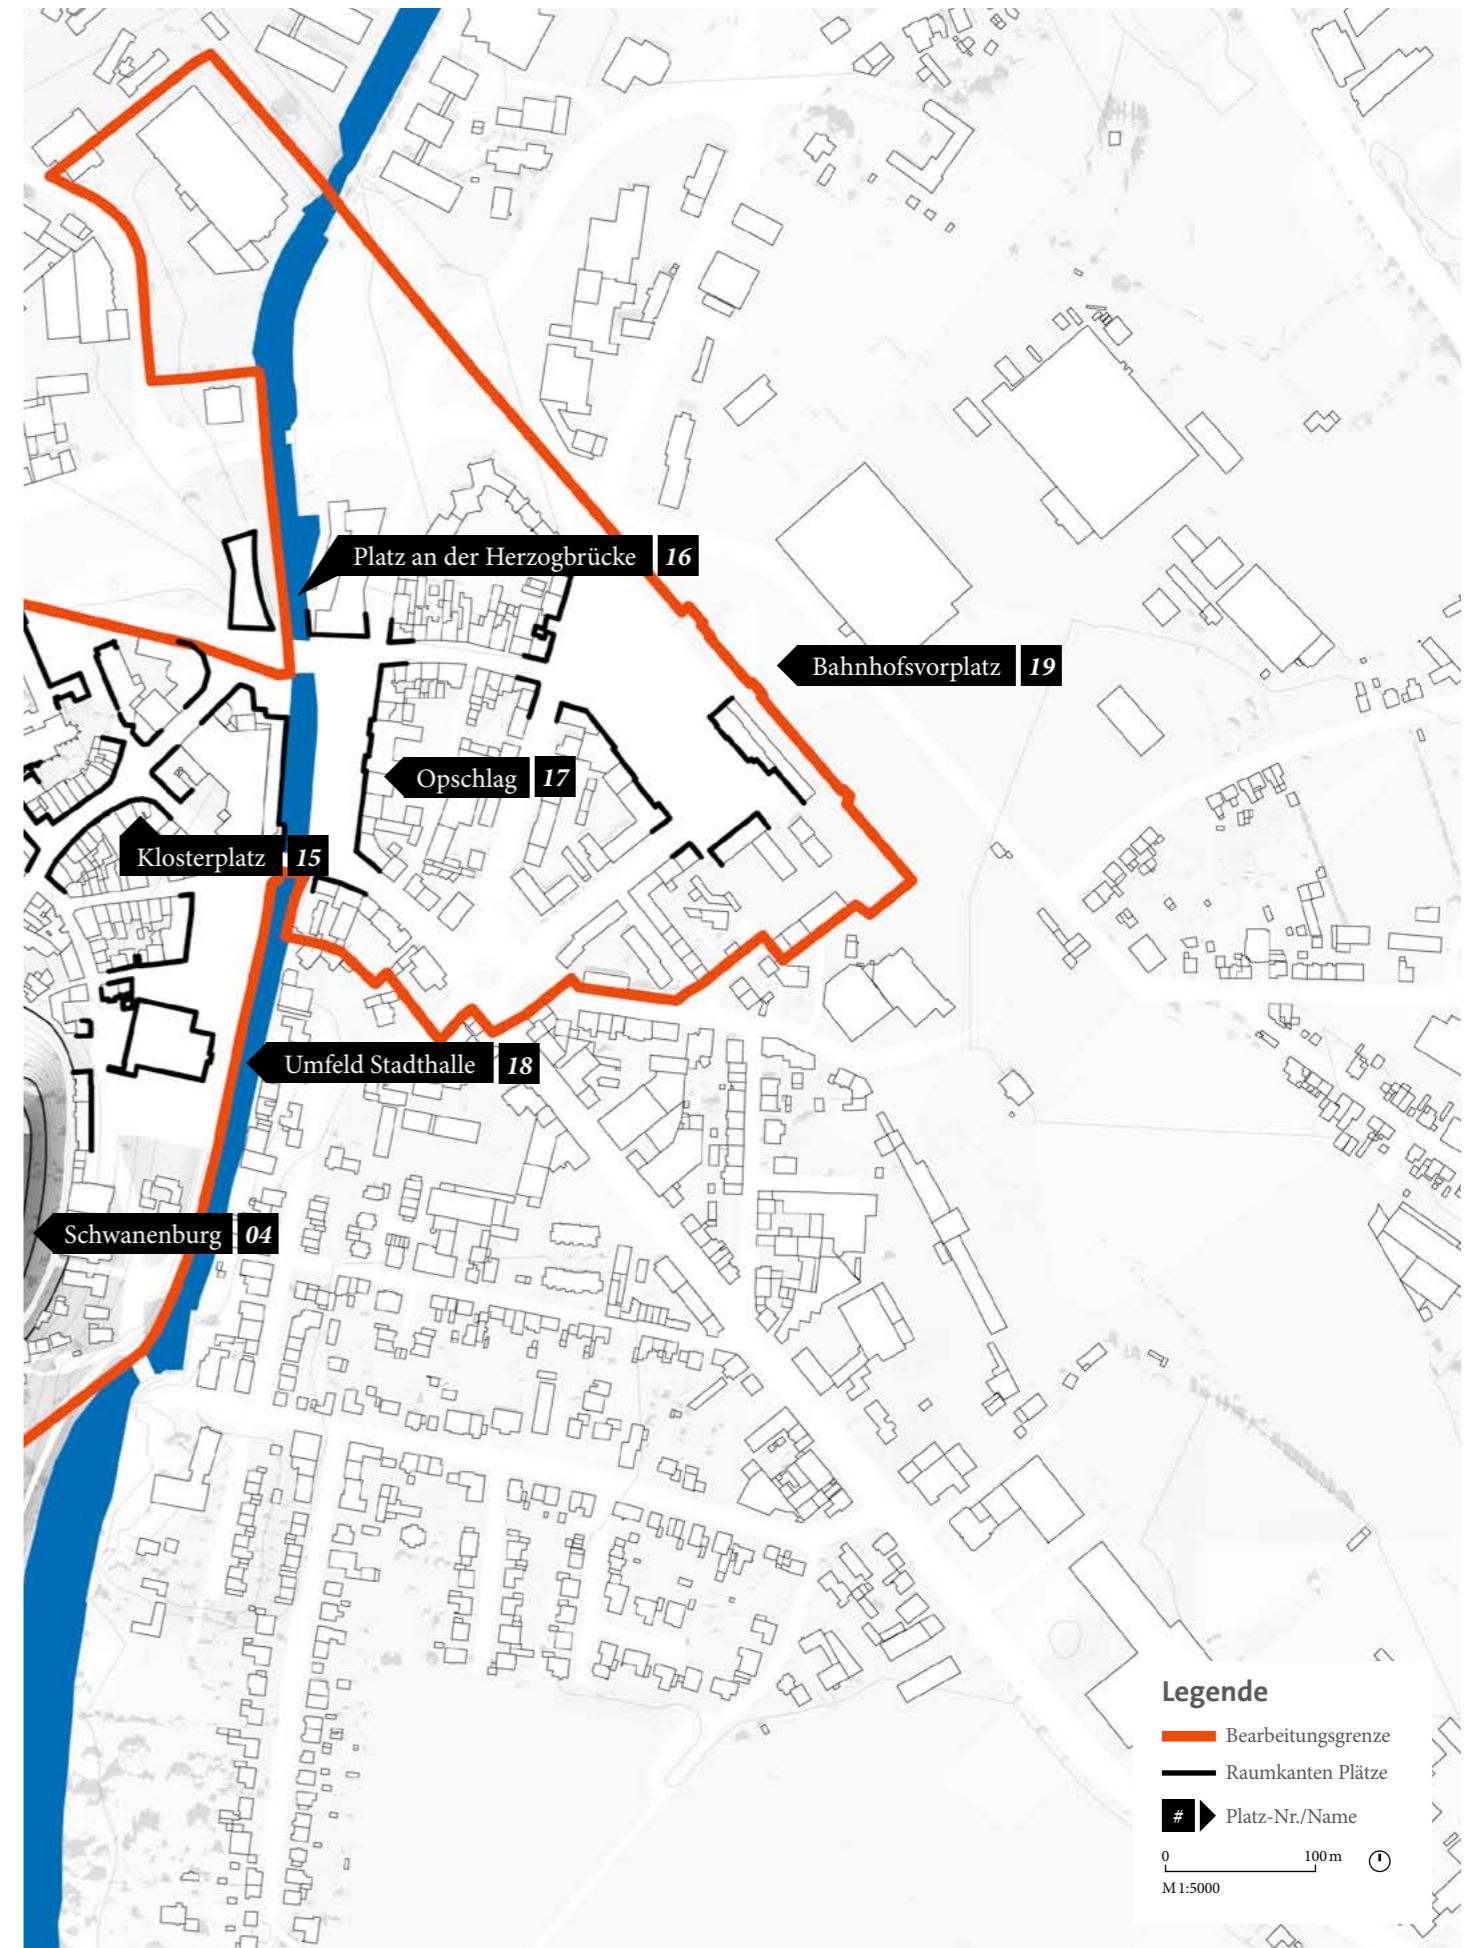 Platz an der Herzogbrücke 16
Bahnhofsvorplatz 19
Opschlag 17
Klosterplatz 15
Umfeld Stadthalle 18
Schwanenburg 04
Legende
Bearbeitungsgrenze
Raumkanten Plätze
# Platz-Nr./Name
0 100 m
M 1:5000